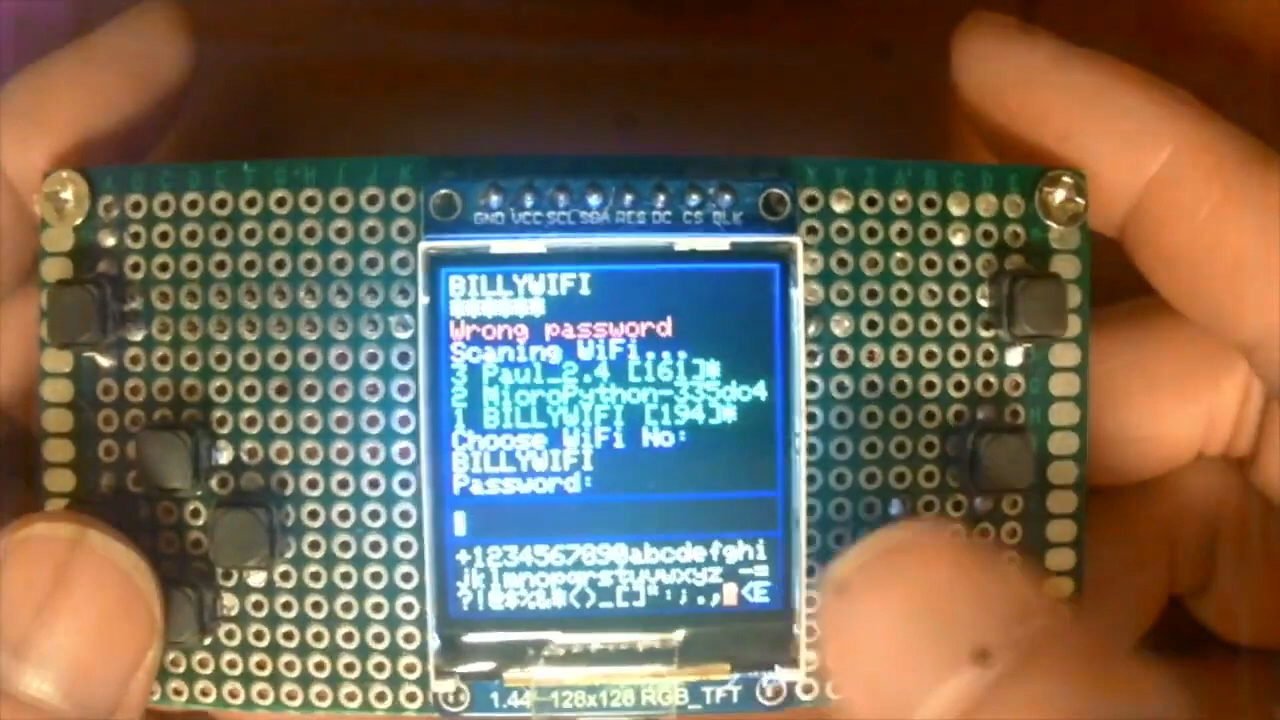 GND VCC SCL SDA RES DC CS BLK
BILLYWIFI
******
Wrong password
Scaning WiFi...
3 Paul_2.4 [161]*
2 MicroPython-335dc4
1 BILLYWIFI [194]*
Choose WiFi No:
BILLYWIFI
Password:
+1234567890abcdefghi
jklmnopqrstuvwxyz -=
?!@$%&*()_[]":;., <E
1.44 128x128 RGB_TFT